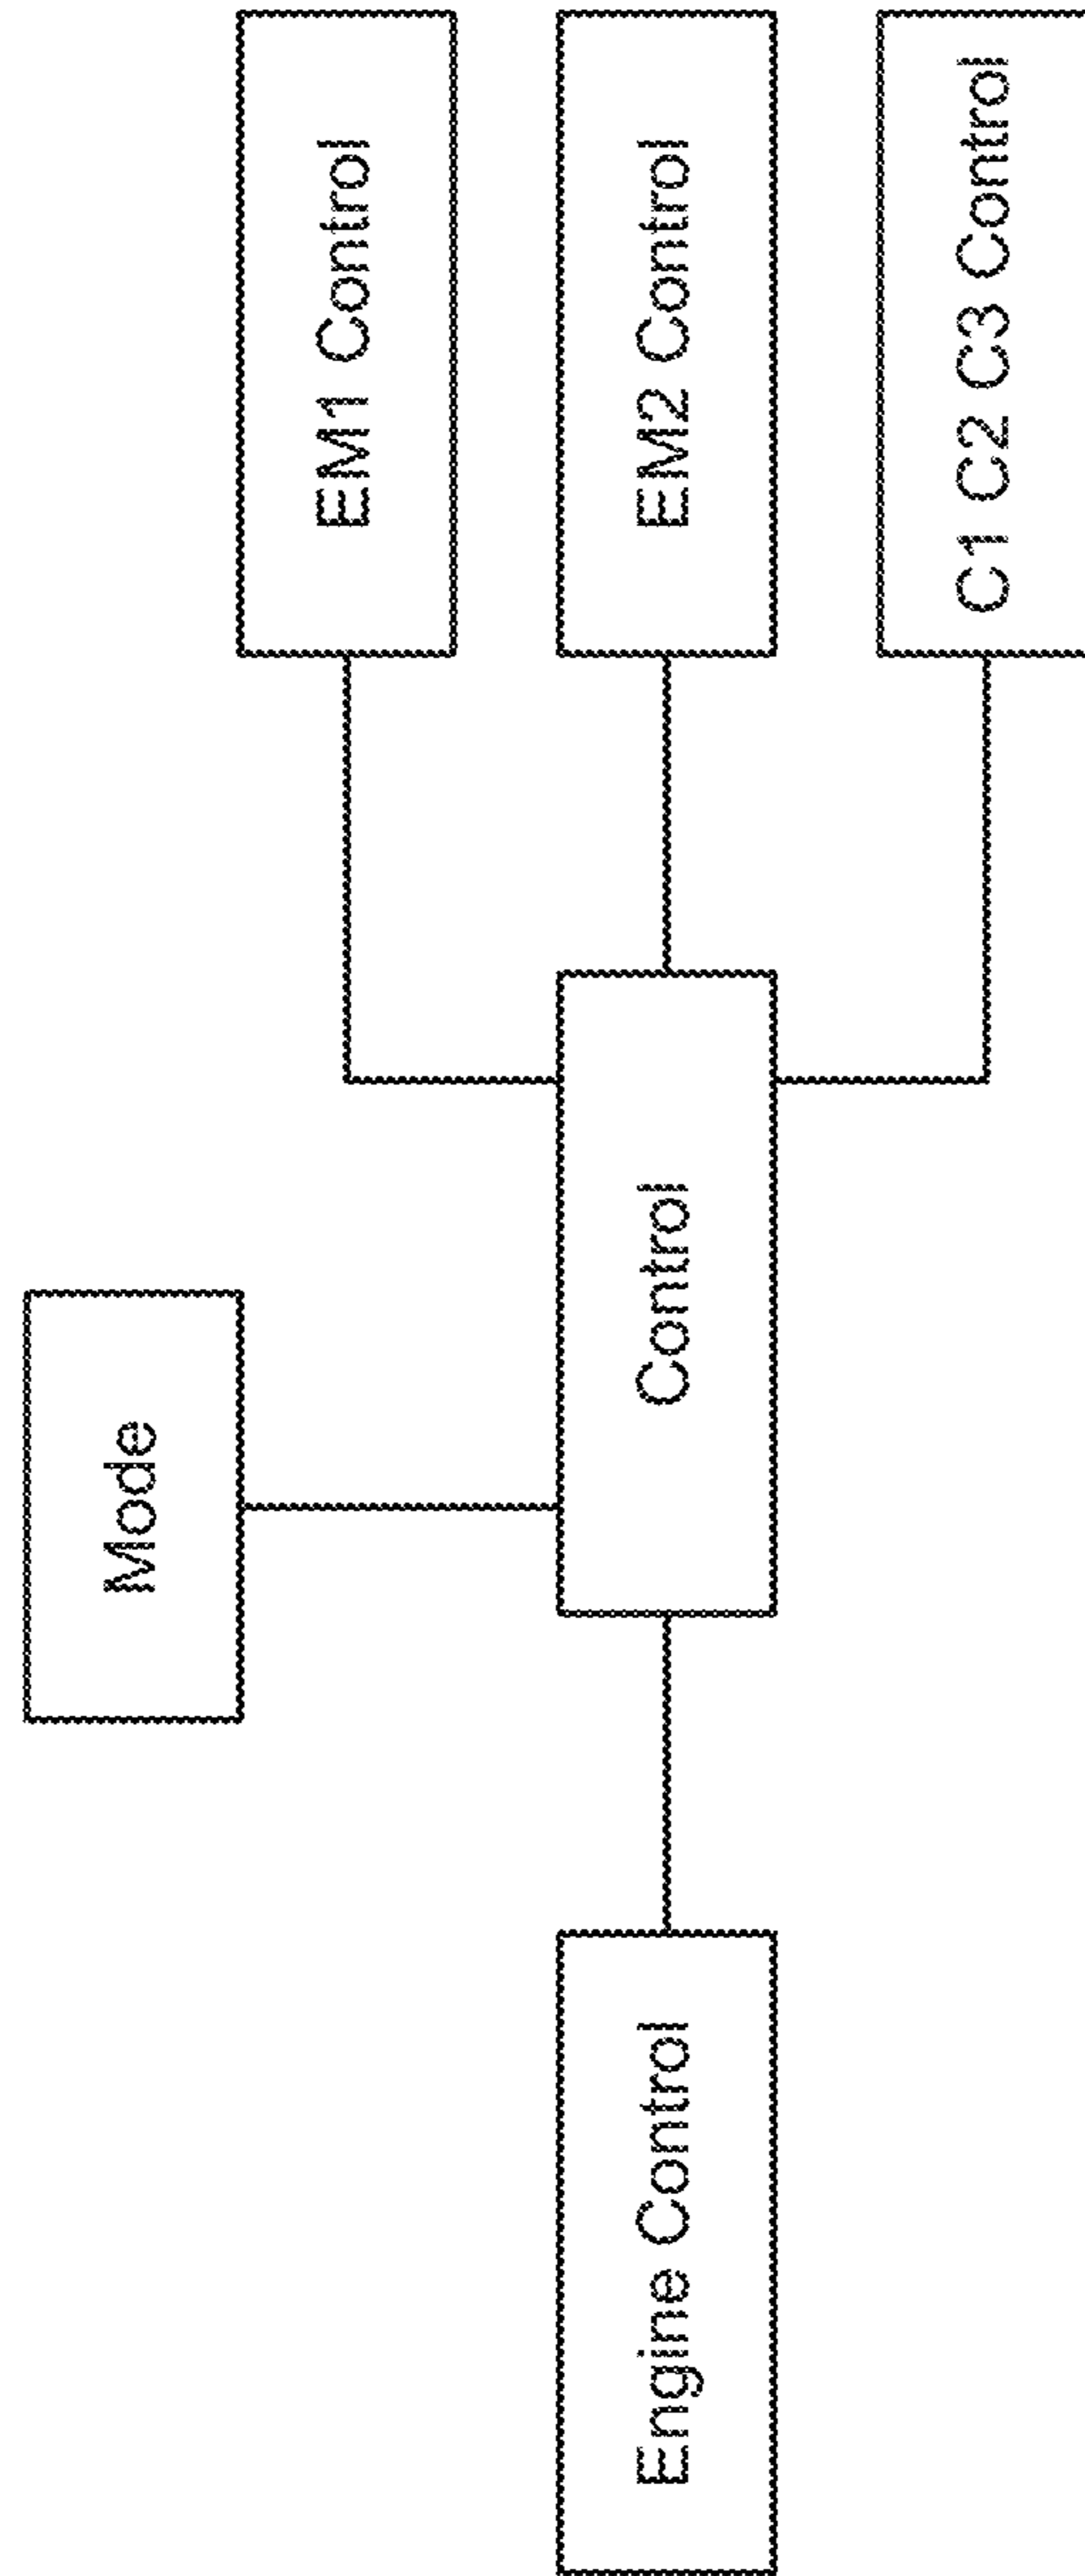 Mode
EM1 Control
Engine Control
Control
EM2 Control
C1 C2 C3 Control